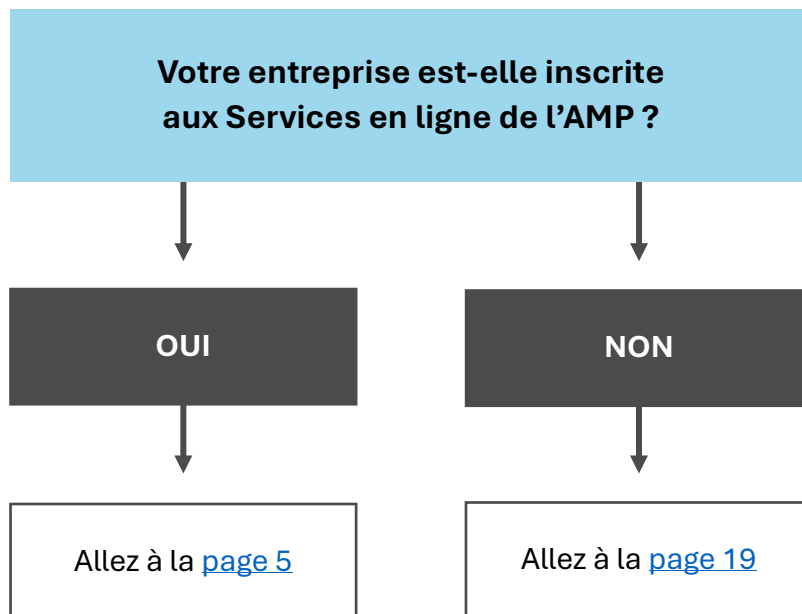 Votre entreprise est-elle inscrite
aux Services en ligne de l’AMP ?
OUI
NON
Allez à la page 5
Allez à la page 19